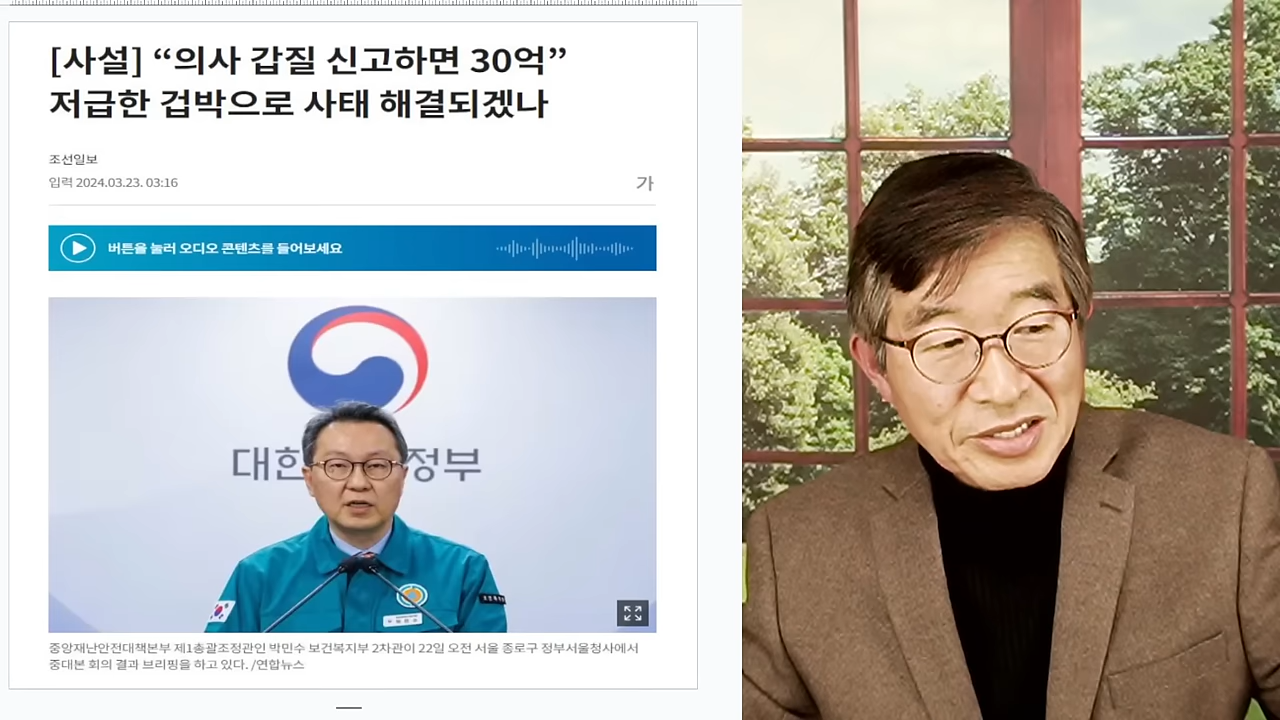 [사설] “의사 갑질 신고하면 30억”
저급한 겁박으로 사태 해결되겠나
조선일보
입력 2024.03.23. 03:16
가
버튼을 눌러 오디오 콘텐츠를 들어보세요
대한 정부
중앙재난안전대책본부 제1총괄조정관인 박민수 보건복지부 2차관이 22일 오전 서울 종로구 정부서울청사에서
중대본 회의 결과 브리핑을 하고 있다. /연합뉴스